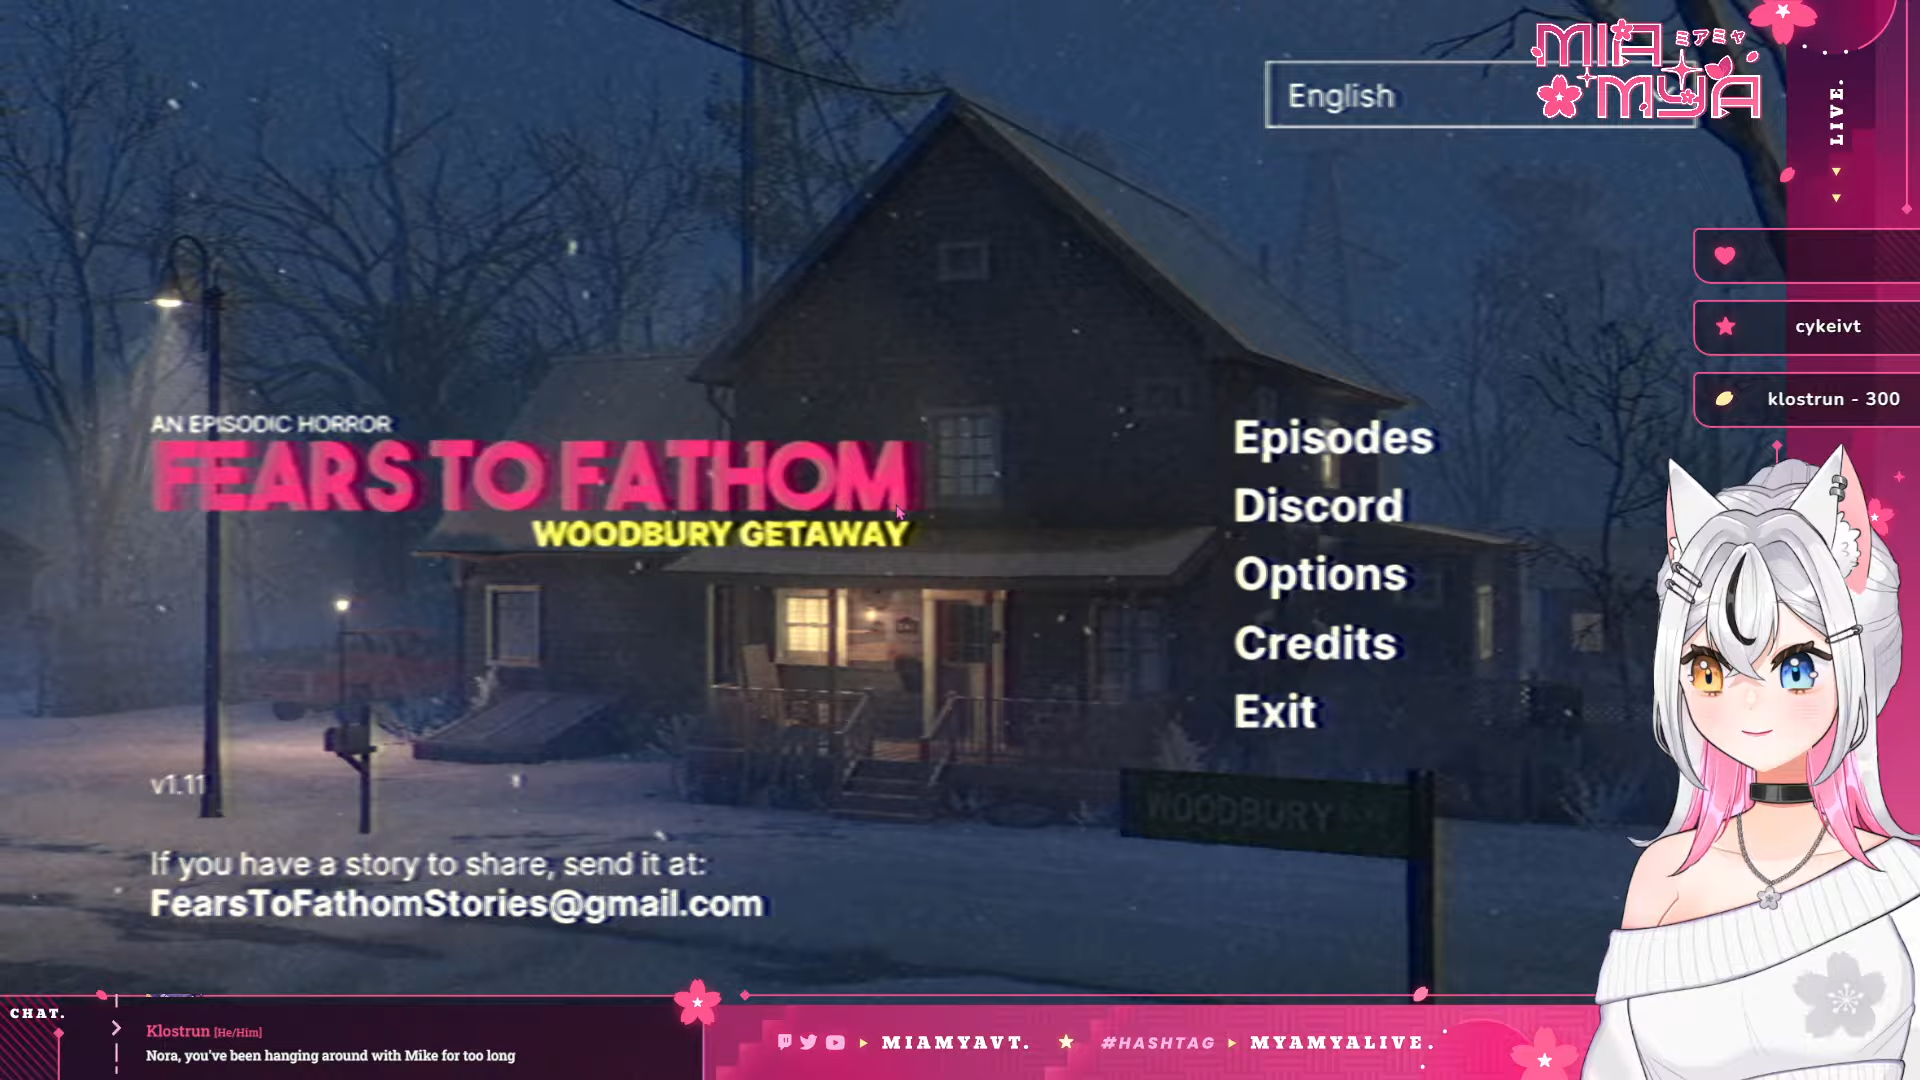 English
MIA ミアミャ
MYA
LIVE.
cykeivt
klostrun - 300
AN EPISODIC HORROR
FEARS TO FATHOM
WOODBURY GETAWAY
Episodes
Discord
Options
Credits
Exit
v1.11
WOODBURY
If you have a story to share, send it at:
FearsToFathomStories@gmail.com
CHAT.
Klostrun [He/Him]
Nora, you've been hanging around with Mike for too long
MIAMYAVT.
#HASHTAG
MYAMYALIVE.